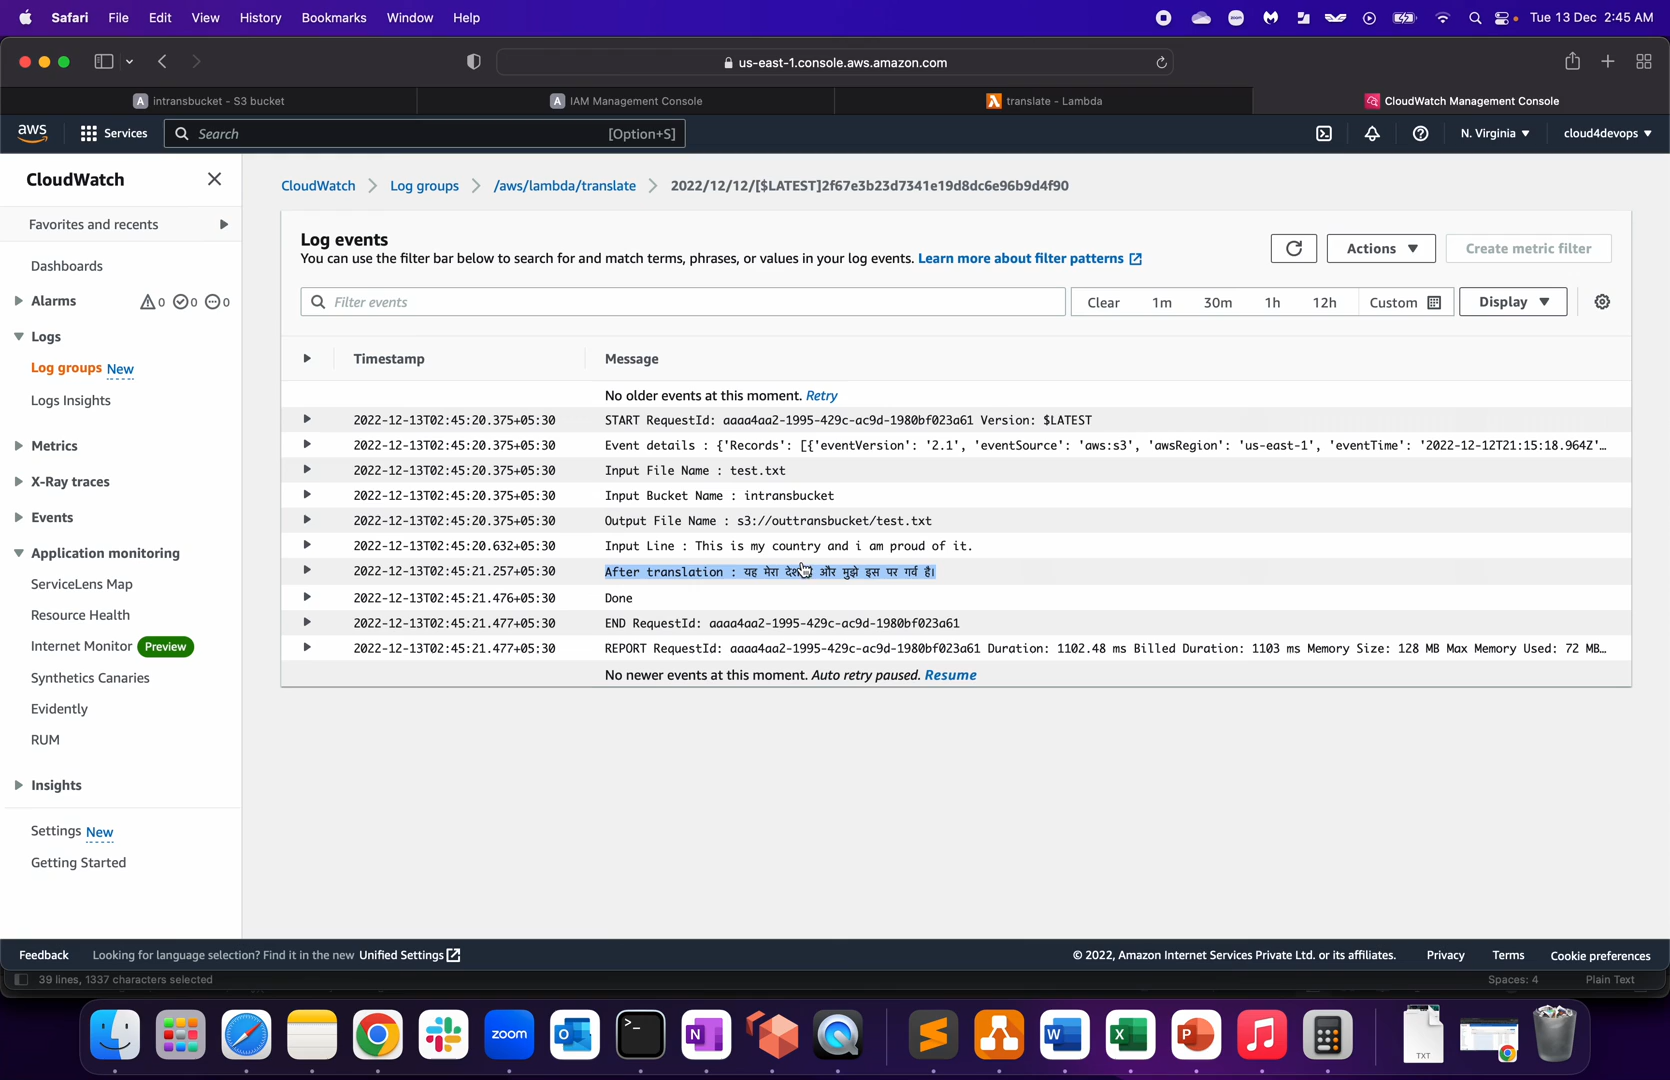 Safari File Edit View History Bookmarks Window Help
zoom
Tue 13 Dec 2:45 AM
us-east-1.console.aws.amazon.com
A intransbucket - S3 bucket
A IAM Management Console
translate - Lambda
CloudWatch Management Console
aws Services Search [Option+S] N. Virginia ▼ cloud4devops ▼
CloudWatch
Favorites and recents
Dashboards
Alarms 0 0 0
Logs
Log groups New
Logs Insights
Metrics
X-Ray traces
Events
Application monitoring
ServiceLens Map
Resource Health
Internet Monitor Preview
Synthetics Canaries
Evidently
RUM
Insights
Settings New
Getting Started
CloudWatch > Log groups > /aws/lambda/translate > 2022/12/12/[$LATEST]2f67e3b23d7341e19d8dc6e96b9d4f90
Log events
You can use the filter bar below to search for and match terms, phrases, or values in your log events. Learn more about filter patterns
Actions ▼ Create metric filter
Filter events
Clear 1m 30m 1h 12h Custom Display ▼
Timestamp Message
No older events at this moment. Retry
2022-12-13T02:45:20.375+05:30 START RequestId: aaaa4aa2-1995-429c-ac9d-1980bf023a61 Version: $LATEST
2022-12-13T02:45:20.375+05:30 Event details : {'Records': [{'eventVersion': '2.1', 'eventSource': 'aws:s3', 'awsRegion': 'us-east-1', 'eventTime': '2022-12-12T21:15:18.964Z'…
2022-12-13T02:45:20.375+05:30 Input File Name : test.txt
2022-12-13T02:45:20.375+05:30 Input Bucket Name : intransbucket
2022-12-13T02:45:20.375+05:30 Output File Name : s3://outtransbucket/test.txt
2022-12-13T02:45:20.632+05:30 Input Line : This is my country and i am proud of it.
2022-12-13T02:45:21.257+05:30 After translation : यह मेरा देश और मुझे इस पर गर्व है।
2022-12-13T02:45:21.476+05:30 Done
2022-12-13T02:45:21.477+05:30 END RequestId: aaaa4aa2-1995-429c-ac9d-1980bf023a61
2022-12-13T02:45:21.477+05:30 REPORT RequestId: aaaa4aa2-1995-429c-ac9d-1980bf023a61 Duration: 1102.48 ms Billed Duration: 1103 ms Memory Size: 128 MB Max Memory Used: 72 MB…
No newer events at this moment. Auto retry paused. Resume
Feedback Looking for language selection? Find it in the new Unified Settings © 2022, Amazon Internet Services Private Ltd. or its affiliates. Privacy Terms Cookie preferences
39 lines, 1337 characters selected Spaces: 4 Plain Text
zoom
TXT